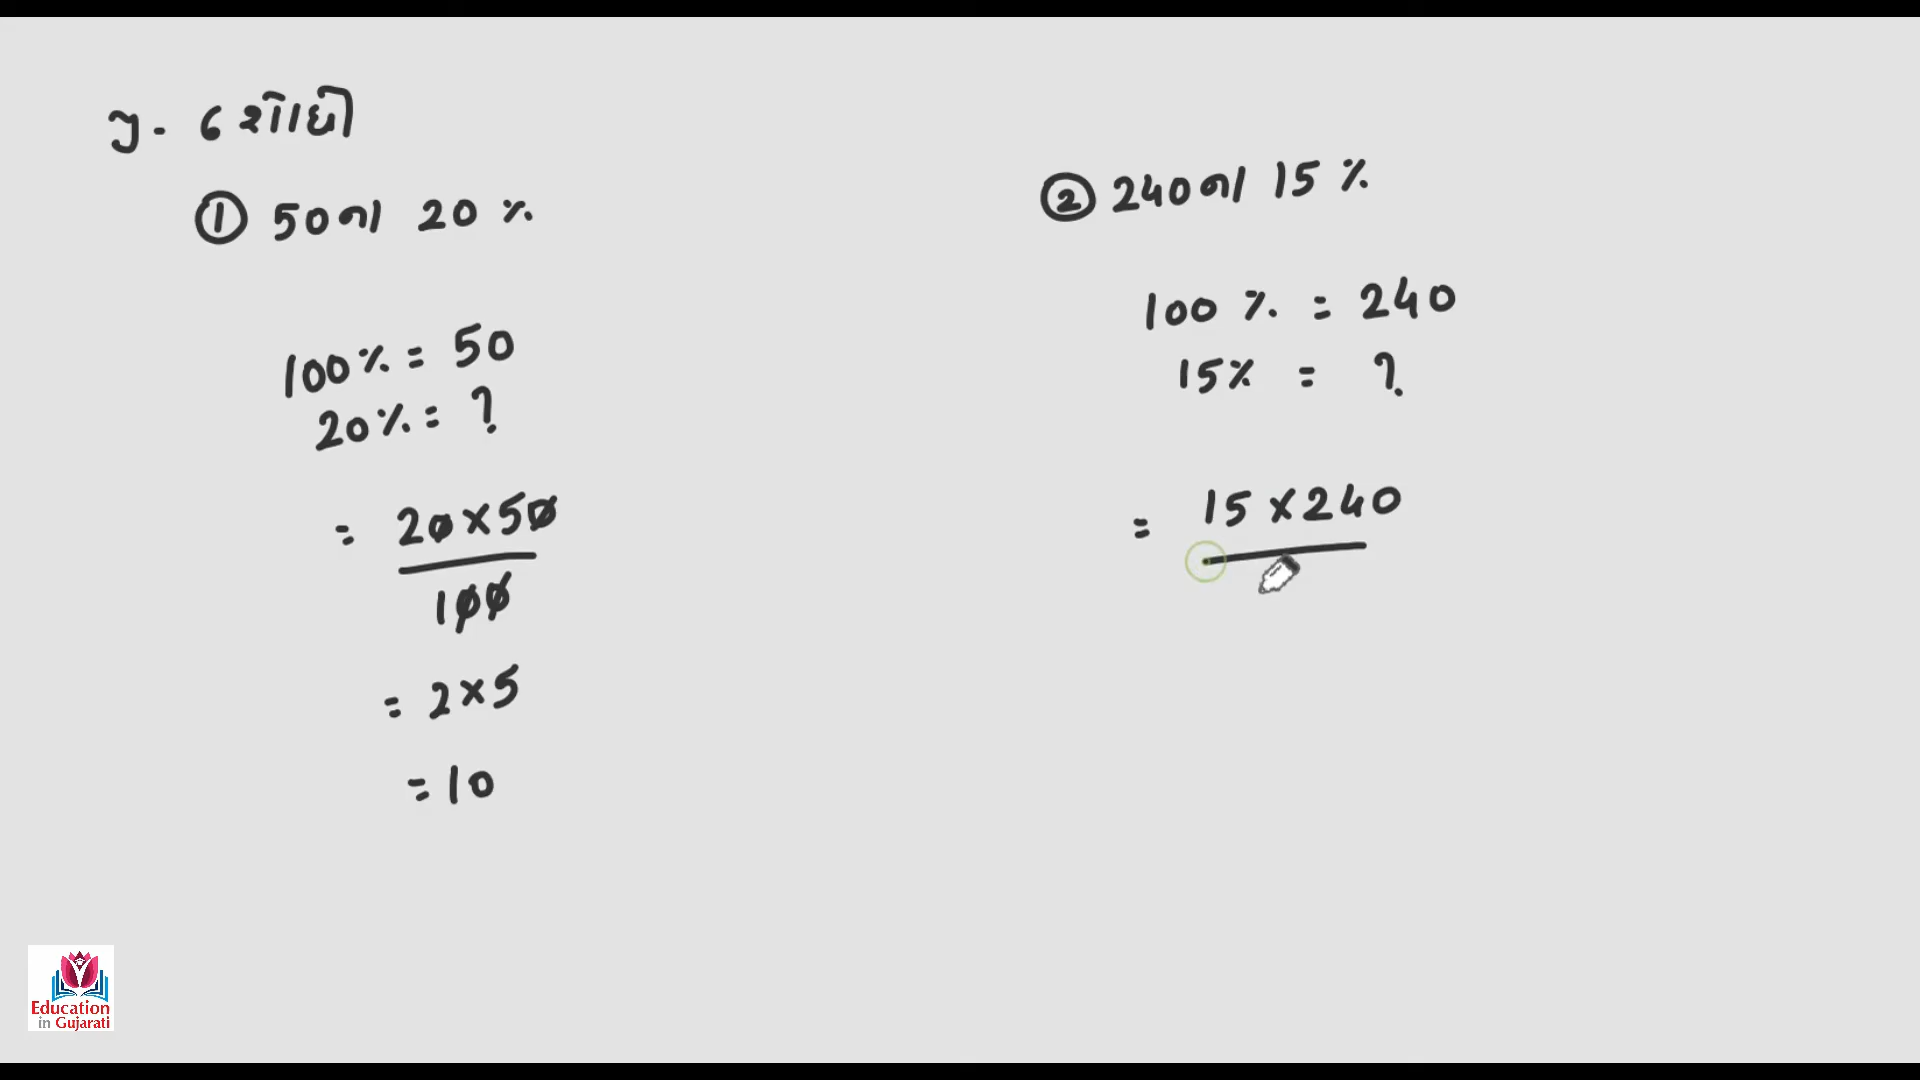 જી- 6 શોધો
① 50ના 20 %
100% = 50
20% = ?
= 20 x 50
100
= 2 x 5
= 10
② 240ના 15 %
100 % = 240
15% = ?
= 15 x 240
Education
in Gujarati